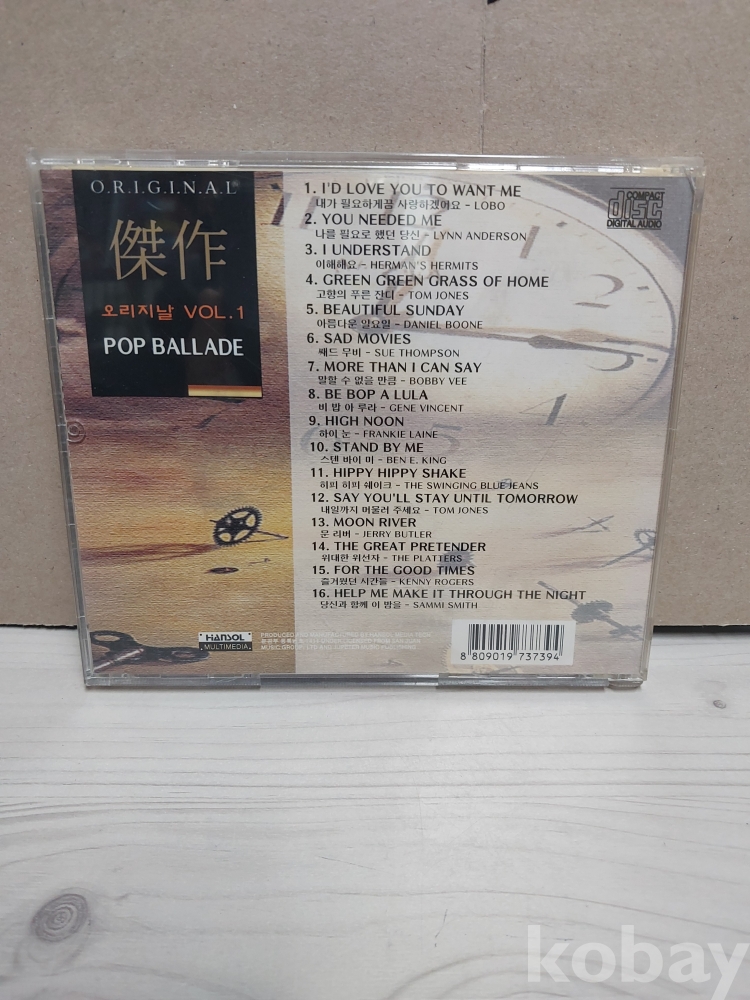 O.R.I.G.I.N.A.L
傑作
오리지날 VOL.1
POP BALLADE
1. I'D LOVE YOU TO WANT ME
내가 필요하게끔 사랑하겠어요 - LOBO
2. YOU NEEDED ME
나를 필요로 했던 당신 - LYNN ANDERSON
3. I UNDERSTAND
이해해요 - HERMAN'S HERMITS
4. GREEN GREEN GRASS OF HOME
고향의 푸른 잔디 - TOM JONES
5. BEAUTIFUL SUNDAY
아름다운 일요일 - DANIEL BOONE
6. SAD MOVIES
쌔드 무비 - SUE THOMPSON
7. MORE THAN I CAN SAY
말할 수 없을 만큼 - BOBBY VEE
8. BE BOP A LULA
비 밥 아 루라 - GENE VINCENT
9. HIGH NOON
하이 눈 - FRANKIE LAINE
10. STAND BY ME
스텐 바이 미 - BEN E. KING
11. HIPPY HIPPY SHAKE
히피 히피 쉐이크 - THE SWINGING BLUE JEANS
12. SAY YOU'LL STAY UNTIL TOMORROW
내일까지 머물러 주세요 - TOM JONES
13. MOON RIVER
문 리버 - JERRY BUTLER
14. THE GREAT PRETENDER
위대한 위선자 - THE PLATTERS
15. FOR THE GOOD TIMES
즐거웠던 시간들 - KENNY ROGERS
16. HELP ME MAKE IT THROUGH THE NIGHT
당신과 함께 이 밤을 - SAMMI SMITH
COMPACT
disc
DIGITAL AUDIO
1
2
3
4
5
HANSOL
MULTIMEDIA
8 809019 737394
kobay